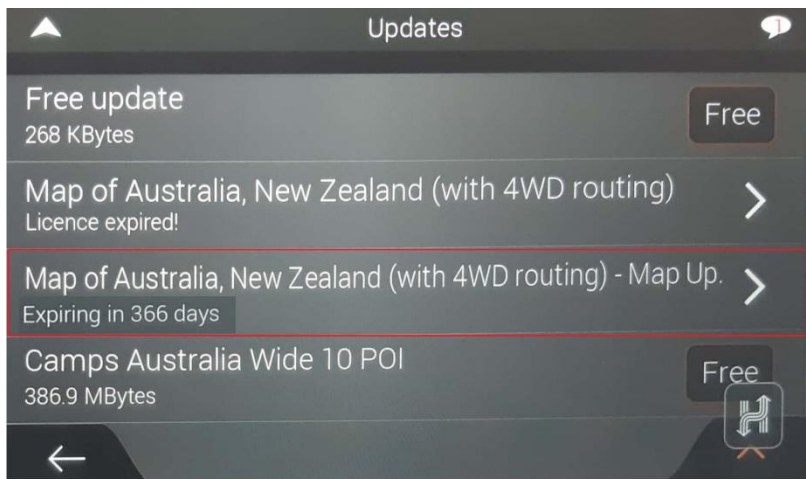 Updates
1
Free update
268 KBytes
Free
Map of Australia, New Zealand (with 4WD routing)
Licence expired!
Map of Australia, New Zealand (with 4WD routing) - Map Up.
Expiring in 366 days
Camps Australia Wide 10 POI
386.9 MBytes
Free